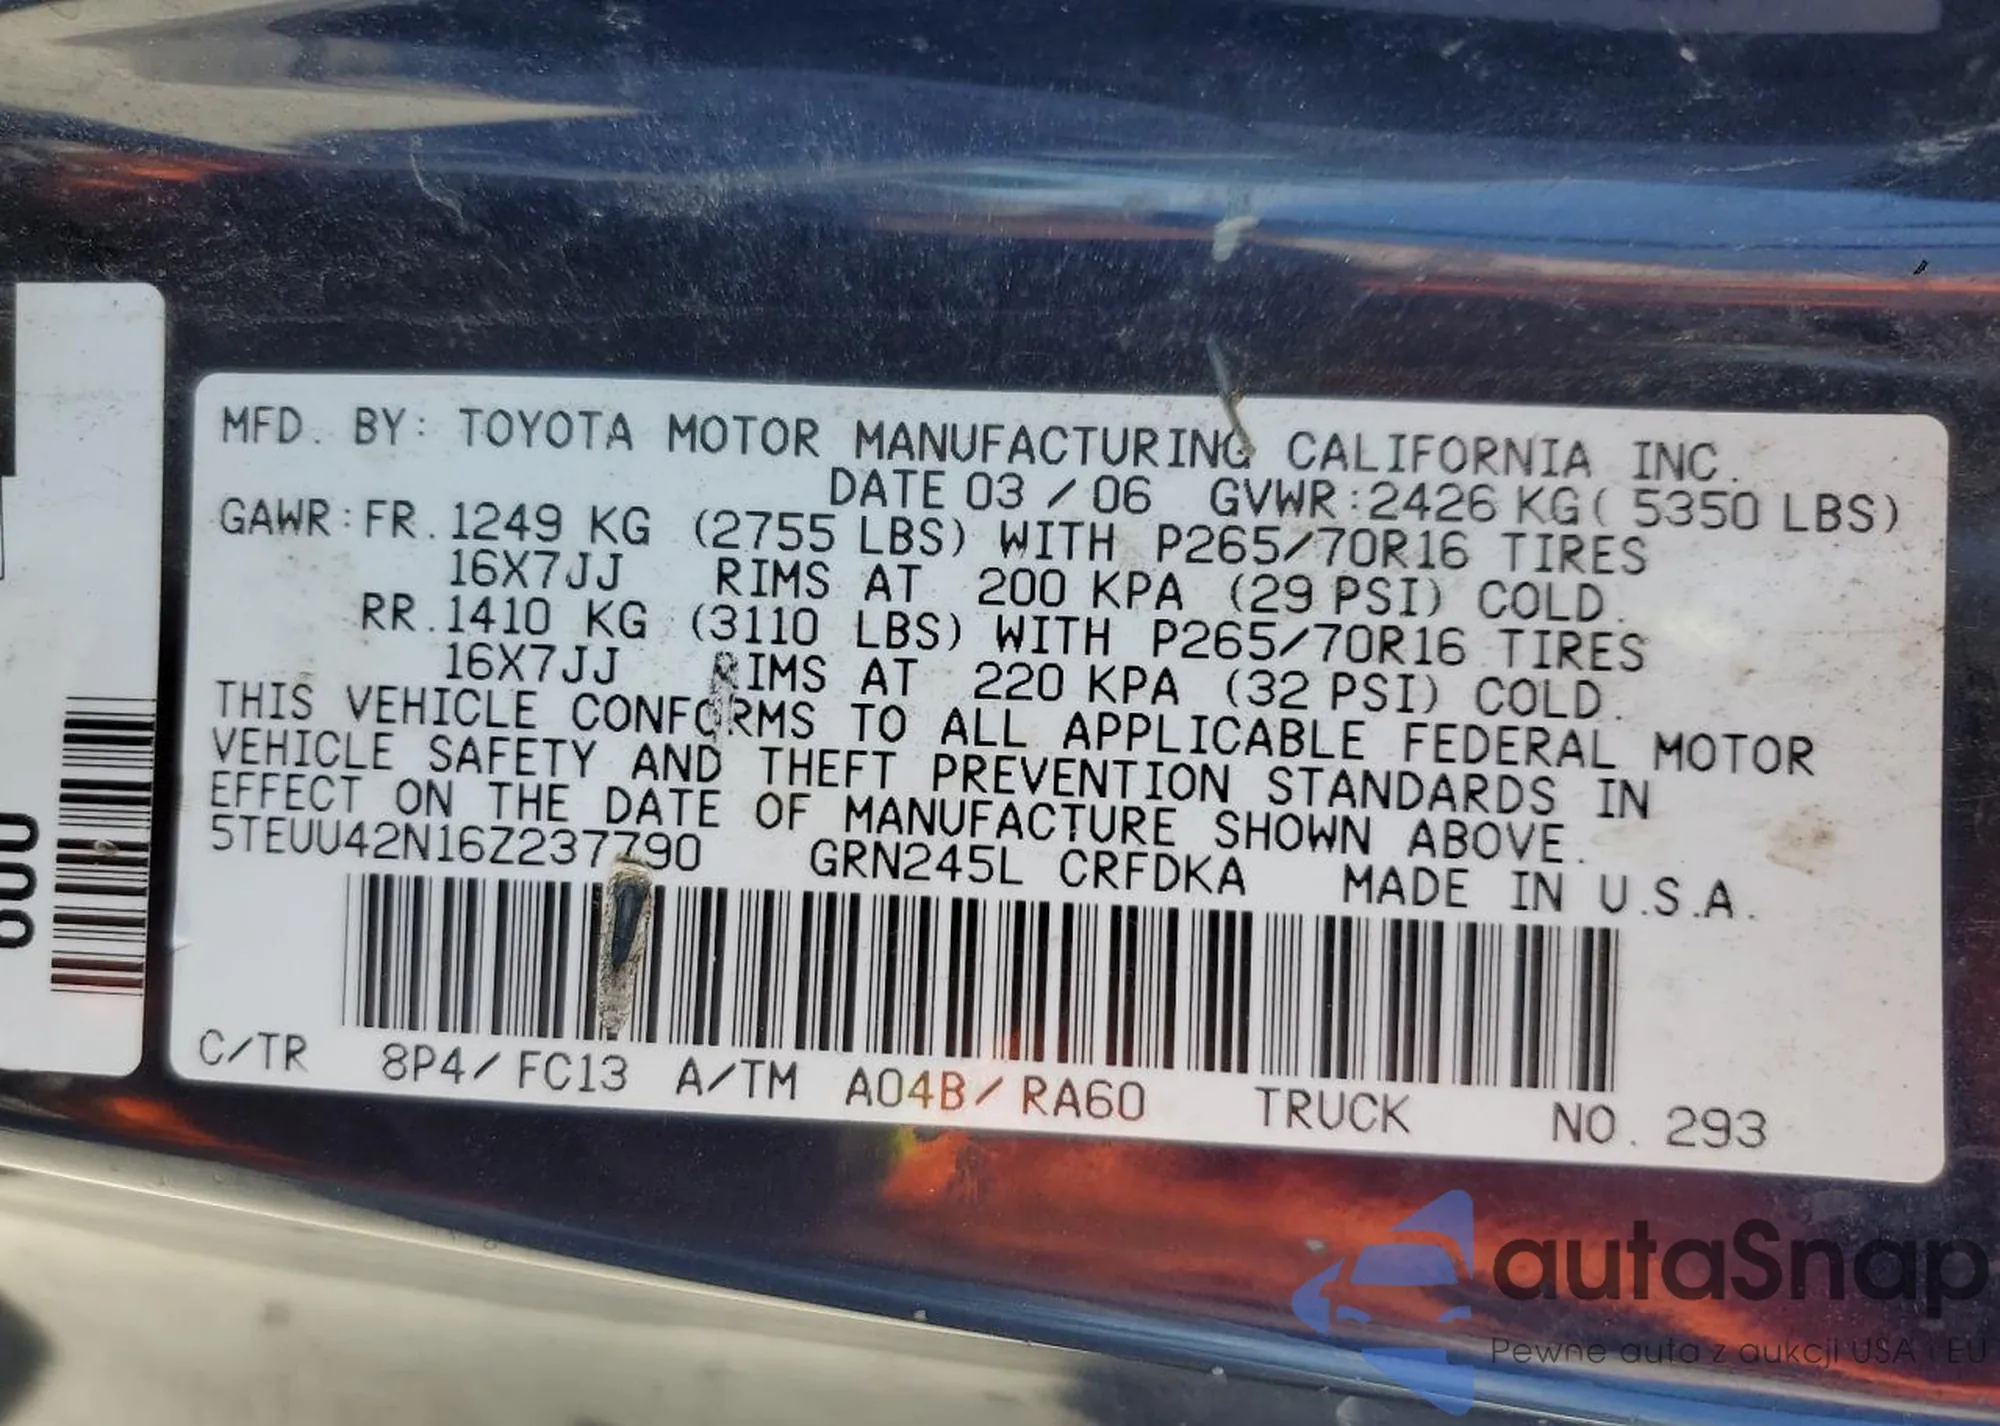 MFD. BY: TOYOTA MOTOR MANUFACTURING CALIFORNIA INC.
DATE 03 / 06 GVWR:2426 KG( 5350 LBS)
GAWR:FR.1249 KG (2755 LBS) WITH P265/70R16 TIRES
16X7JJ RIMS AT 200 KPA (29 PSI) COLD.
RR.1410 KG (3110 LBS) WITH P265/70R16 TIRES
16X7JJ RIMS AT 220 KPA (32 PSI) COLD.
THIS VEHICLE CONFORMS TO ALL APPLICABLE FEDERAL MOTOR
VEHICLE SAFETY AND THEFT PREVENTION STANDARDS IN
EFFECT ON THE DATE OF MANUFACTURE SHOWN ABOVE.
5TEUU42N16Z237790 GRN245L CRFDKA MADE IN U.S.A.
C/TR 8P4/FC13 A/TM A04B/RA60 TRUCK NO. 293
autaSnap
Pewne auta z aukcji USA i EU